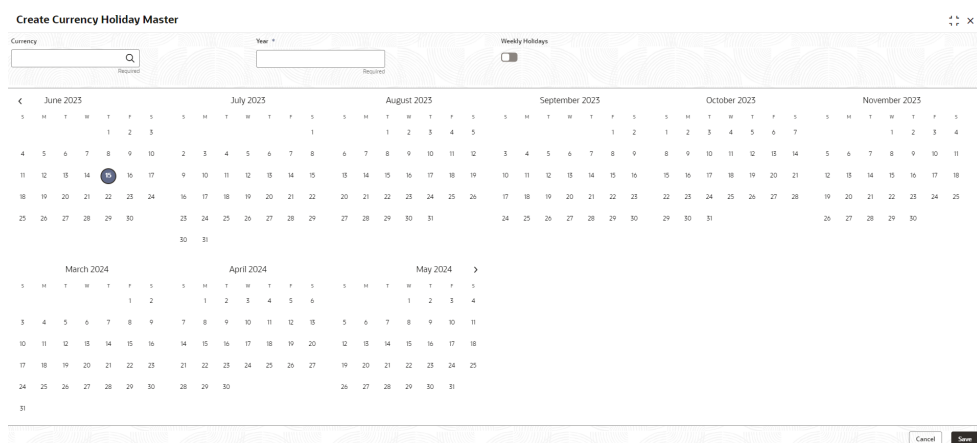 Create Currency Holiday Master
Currency Year * Weekly Holidays
Required Required
June 2023 July 2023 August 2023 September 2023 October 2023 November 2023
S M T W T F S S M T W T F S S M T W T F S S M T W T F S S M T W T F S S M T W T F S
1 2 3 1 1 2 3 4 5 1 2 1 2 3 4 5 6 7 1 2 3 4
4 5 6 7 8 9 10 2 3 4 5 6 7 8 6 7 8 9 10 11 12 3 4 5 6 7 8 9 8 9 10 11 12 13 14 5 6 7 8 9 10 11
11 12 13 14 15 16 17 9 10 11 12 13 14 15 13 14 15 16 17 18 19 10 11 12 13 14 15 16 15 16 17 18 19 20 21 12 13 14 15 16 17 18
18 19 20 21 22 23 24 16 17 18 19 20 21 22 20 21 22 23 24 25 26 17 18 19 20 21 22 23 22 23 24 25 26 27 28 19 20 21 22 23 24 25
25 26 27 28 29 30 23 24 25 26 27 28 29 27 28 29 30 31 24 25 26 27 28 29 30 29 30 31 26 27 28 29 30
30 31
March 2024 April 2024 May 2024
S M T W T F S S M T W T F S S M T W T F S
1 2 1 2 3 4 5 6 1 2 3 4
3 4 5 6 7 8 9 7 8 9 10 11 12 13 5 6 7 8 9 10 11
10 11 12 13 14 15 16 14 15 16 17 18 19 20 12 13 14 15 16 17 18
17 18 19 20 21 22 23 21 22 23 24 25 26 27 19 20 21 22 23 24 25
24 25 26 27 28 29 30 28 29 30 26 27 28 29 30 31
31
Cancel Save